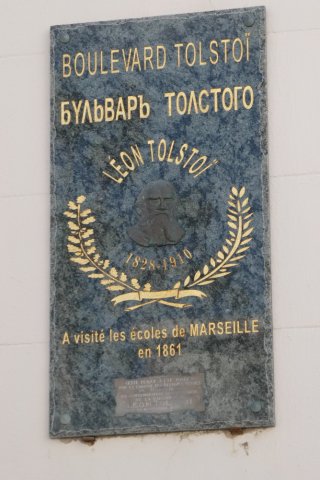 BOULEVARD TOLSTOÏ
БУЛЬВАРЪ ТОЛСТОГО
LÉON TOLSTOÏ
1828-1910
A visité les écoles de MARSEILLE
en 1861